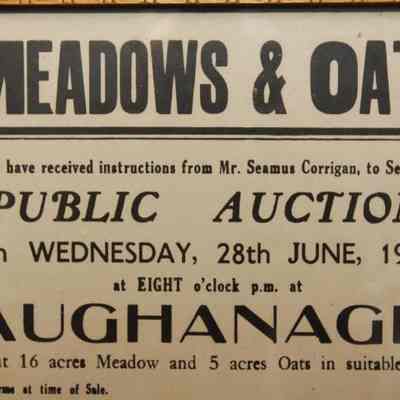 MEADOWS & OAT
have received instructions from Mr. Seamus Corrigan, to Se
PUBLIC AUCTION
WEDNESDAY, 28th JUNE, 19
at EIGHT o'clock p.m. at
AUGHANAG
16 acres Meadow and 5 acres Oats in suitable
at time of Sale.